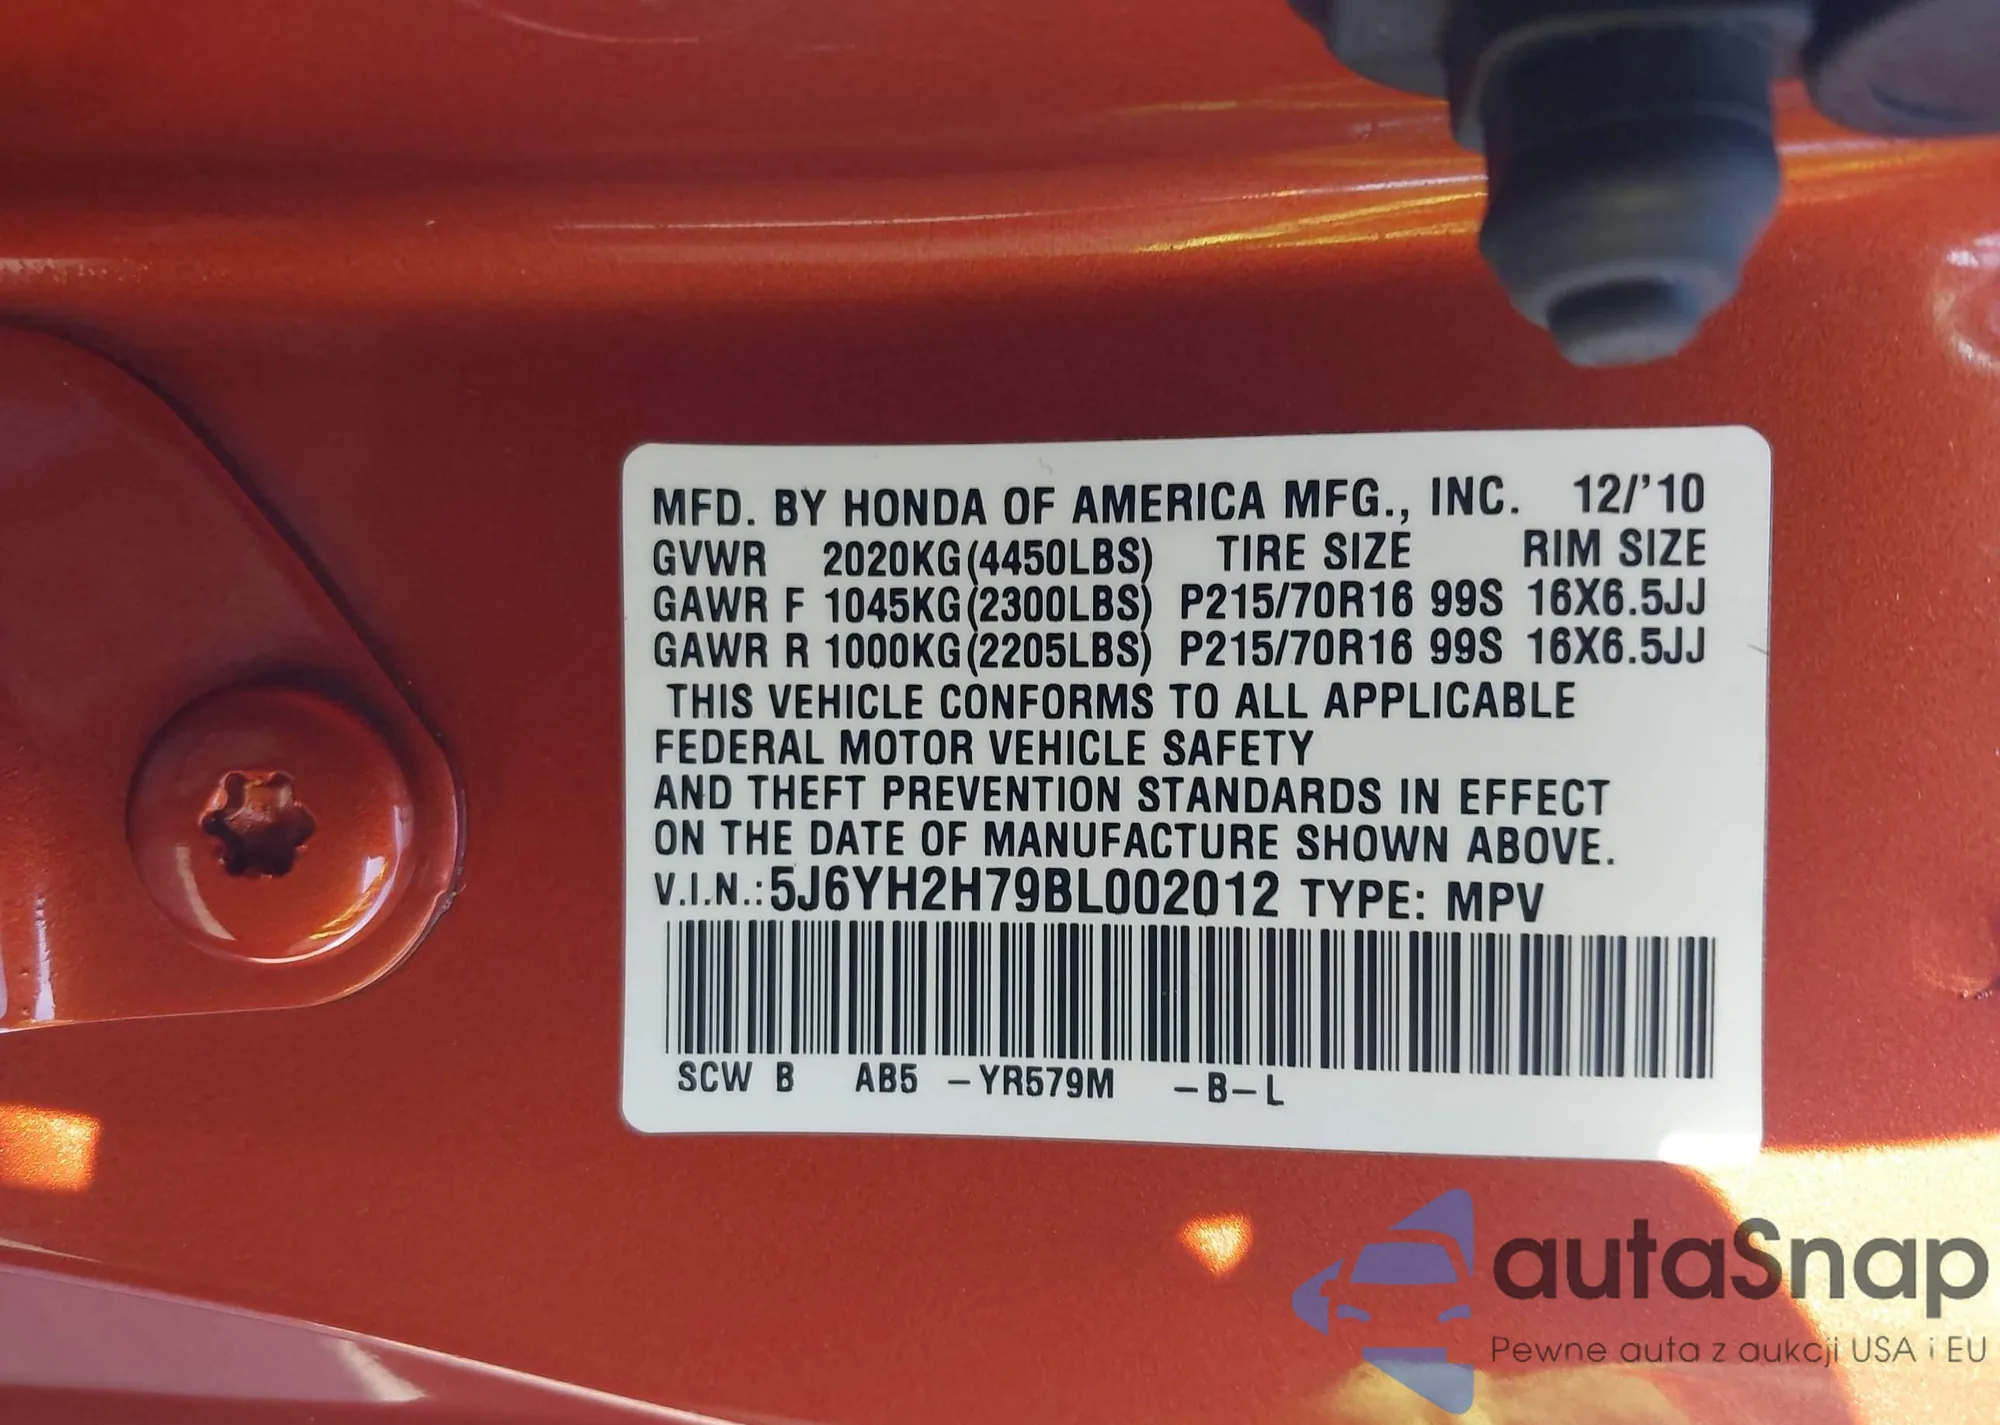 MFD. BY HONDA OF AMERICA MFG., INC. 12/'10
GVWR 2020KG(4450LBS) TIRE SIZE RIM SIZE
GAWR F 1045KG(2300LBS) P215/70R16 99S 16X6.5JJ
GAWR R 1000KG(2205LBS) P215/70R16 99S 16X6.5JJ
THIS VEHICLE CONFORMS TO ALL APPLICABLE
FEDERAL MOTOR VEHICLE SAFETY
AND THEFT PREVENTION STANDARDS IN EFFECT
ON THE DATE OF MANUFACTURE SHOWN ABOVE.
V.I.N.: 5J6YH2H79BL002012 TYPE: MPV
SCW B AB5 -YR579M -B-L
autaSnap
Pewne auta z aukcji USA i EU